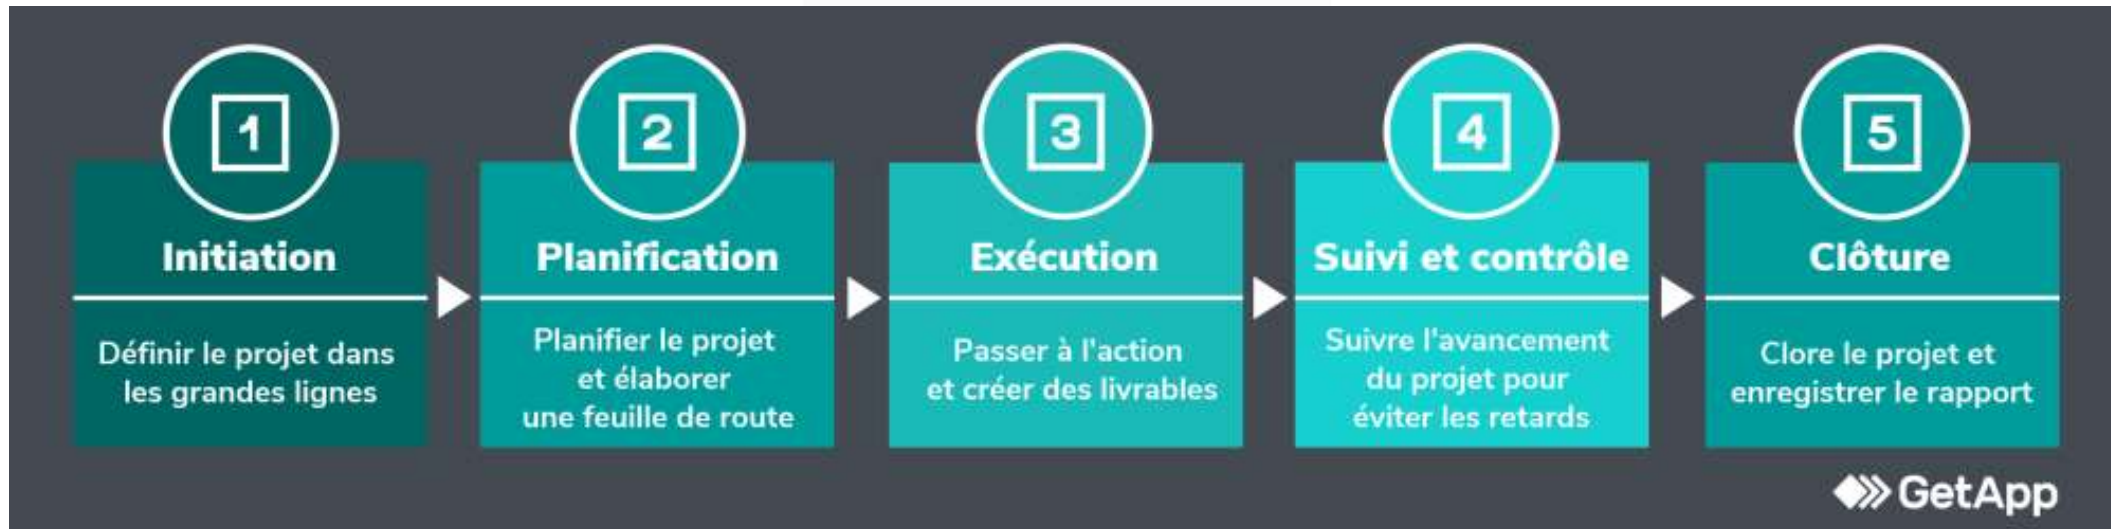 1
Initiation
Définir le projet dans
les grandes lignes
2
Planification
Planifier le projet
et élaborer
une feuille de route
3
Exécution
Passer à l'action
et créer des livrables
4
Suivi et contrôle
Suivre l'avancement
du projet pour
éviter les retards
5
Clôture
Clore le projet et
enregistrer le rapport
GetApp